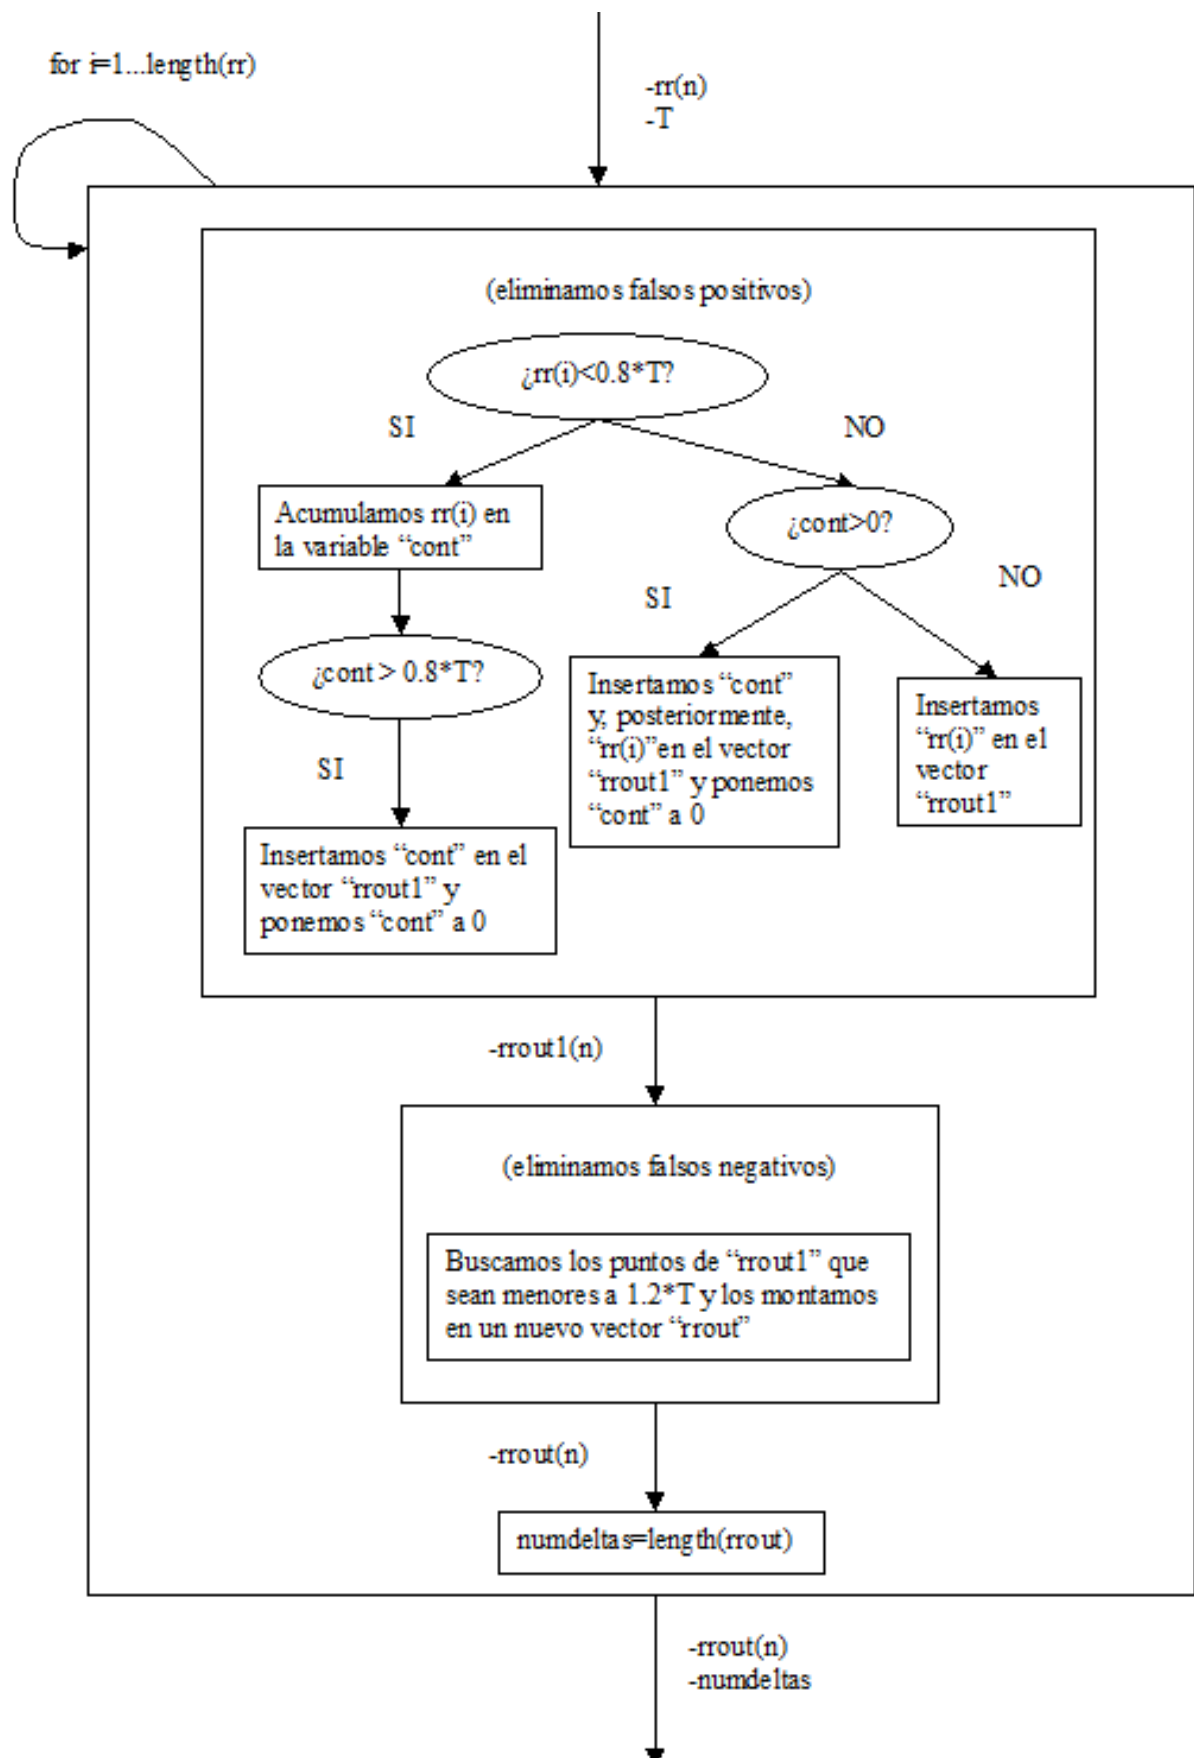 for i=1...length(rr)
-rr(n)
-T
(eliminamos falsos positivos)
¿rr(i)<0.8*T?
SI
NO
Acumulamos rr(i) en
la variable “cont”
¿cont>0?
SI
NO
¿cont > 0.8*T?
Insertamos “cont”
y, posteriormente,
“rr(i)”en el vector
“rrout1” y ponemos
“cont” a 0
Insertamos
“rr(i)” en el
vector
“rrout1”
SI
Insertamos “cont” en el
vector “rrout1” y
ponemos “cont” a 0
-rrout1(n)
(eliminamos falsos negativos)
Buscamos los puntos de “rrout1” que
sean menores a 1.2*T y los montamos
en un nuevo vector “rrout”
-rrout(n)
numdeltas=length(rrout)
-rrout(n)
-numdeltas